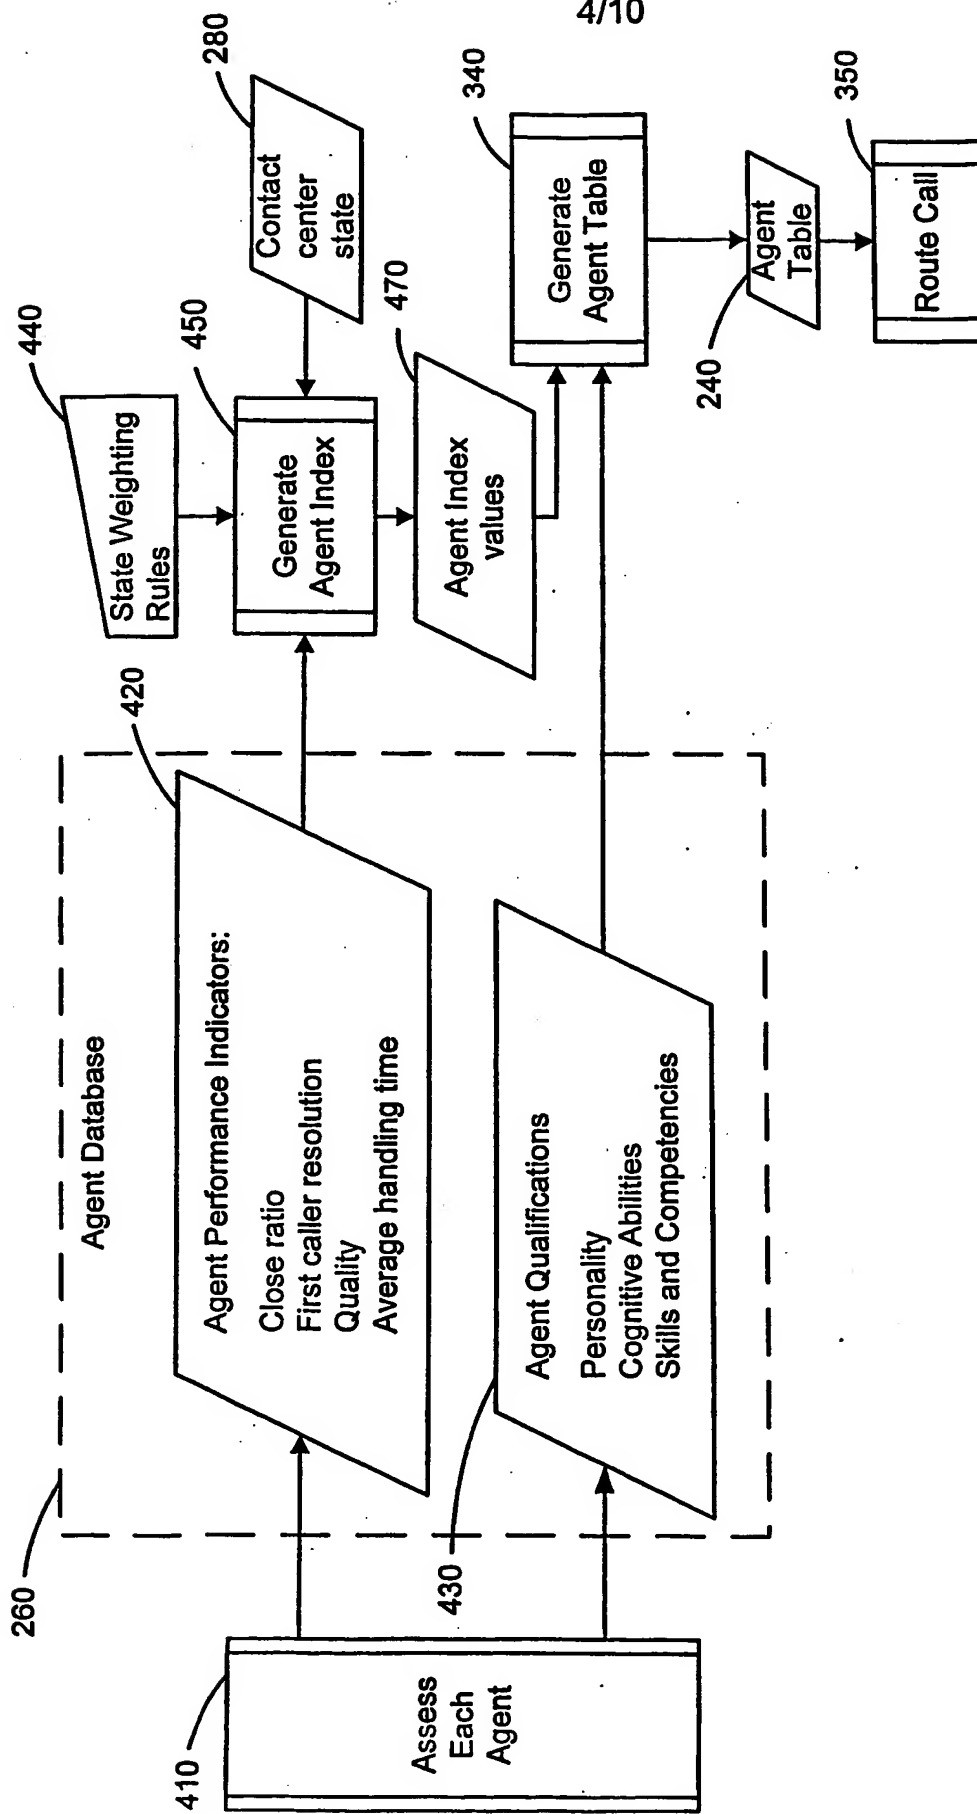 4/10
260
Agent Database
410
Assess
Each
Agent
420
Agent Performance Indicators:
Close ratio
First caller resolution
Quality
Average handling time
430
Agent Qualifications
Personality
Cognitive Abilities
Skills and Competencies
440
State Weighting
Rules
450
Generate
Agent Index
280
Contact
center
state
470
Agent Index
values
340
Generate
Agent Table
240
Agent
Table
350
Route Call